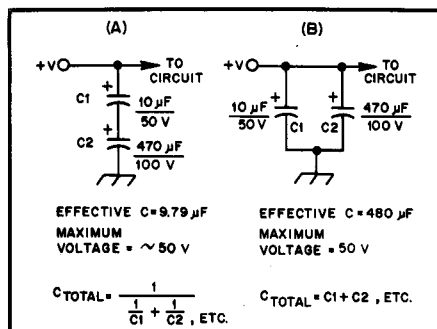 (A)
+V
TO
CIRCUIT
+
C1
10 µF
50 V
+
C2
470 µF
100 V
EFFECTIVE C=9.79 µF
MAXIMUM
VOLTAGE = ~50 V
C TOTAL = 1
1/C1 + 1/C2 , ETC.
(B)
+V
TO
CIRCUIT
10 µF
50 V
+
C1
+
C2
470 µF
100 V
EFFECTIVE C = 480 µF
MAXIMUM
VOLTAGE = 50 V
C TOTAL = C1 + C2 , ETC.